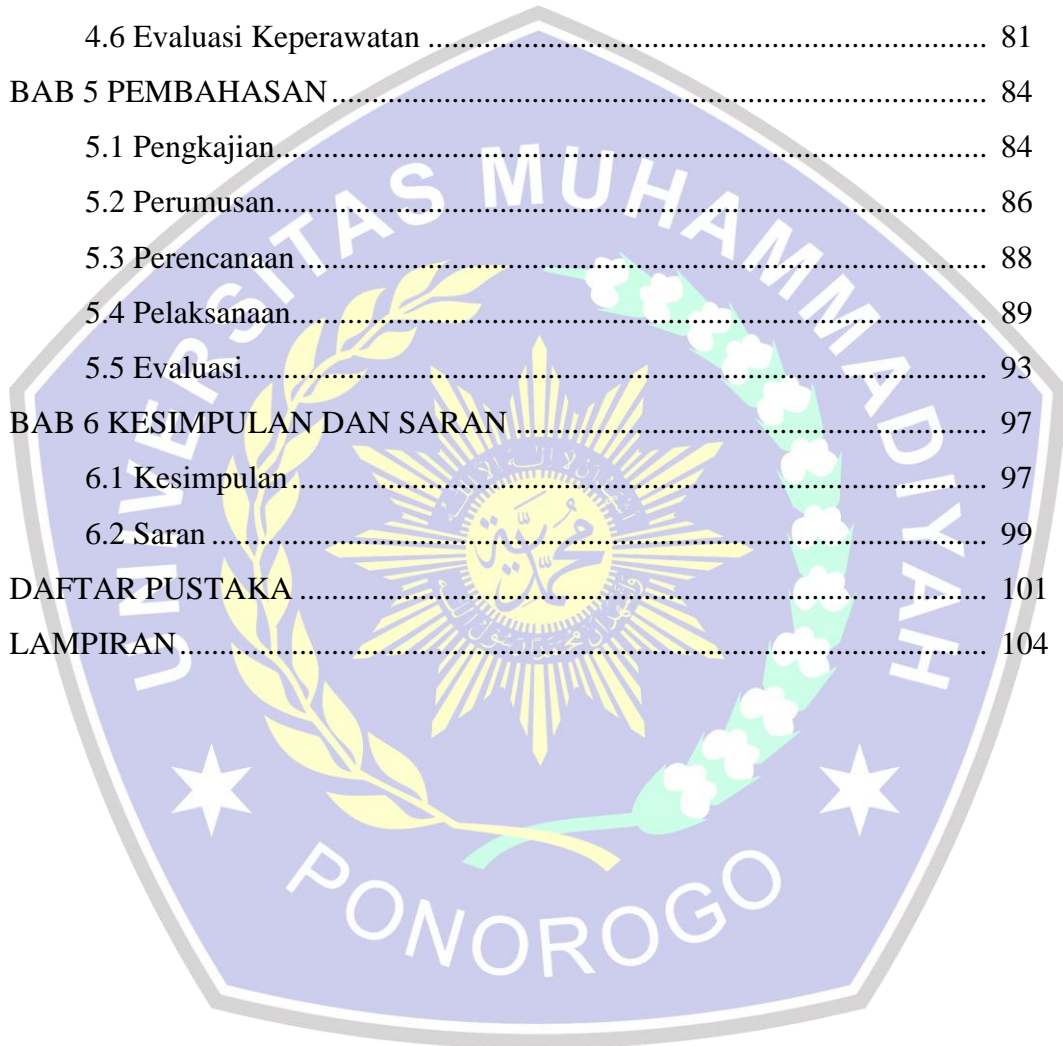 4.6 Evaluasi Keperawatan ........................................................................ 81
BAB 5 PEMBAHASAN ..................................................................................... 84
5.1 Pengkajian............................................................................................ 84
5.2 Perumusan............................................................................................ 86
5.3 Perencanaan ......................................................................................... 88
5.4 Pelaksanaan.......................................................................................... 89
5.5 Evaluasi................................................................................................ 93
BAB 6 KESIMPULAN DAN SARAN .............................................................. 97
6.1 Kesimpulan.......................................................................................... 97
6.2 Saran .................................................................................................... 99
DAFTAR PUSTAKA ......................................................................................... 101
LAMPIRAN........................................................................................................ 104
UNIVERSITAS MUHAMMADIYAH
PONOROGO
محمدية